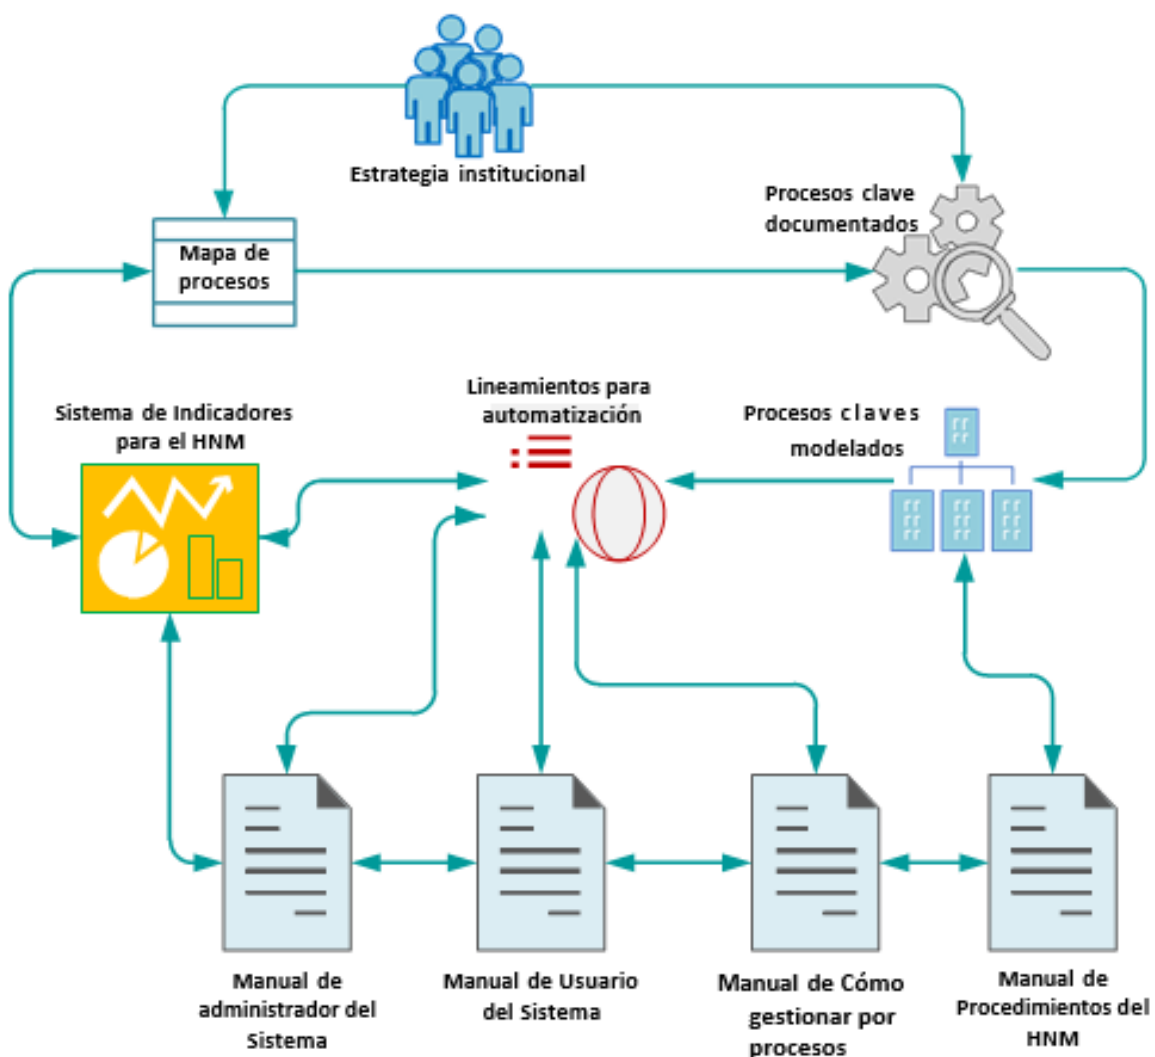 Estrategia institucional
Procesos clave
documentados
Mapa de
procesos
Lineamientos para
automatización
Sistema de Indicadores
para el HNM
Procesos claves
modelados
Manual de
administrador del
Sistema
Manual de Usuario
del Sistema
Manual de Cómo
gestionar por
procesos
Manual de
Procedimientos del
HNM